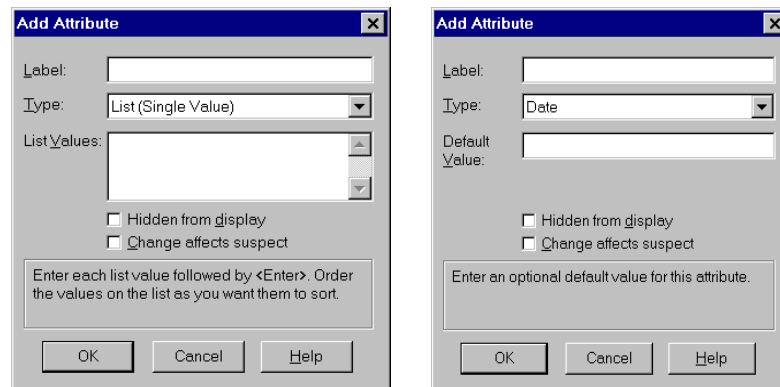 Add Attribute
Label:
Type: List (Single Value)
List Values:
Hidden from display
Change affects suspect
Enter each list value followed by <Enter>. Order
the values on the list as you want them to sort.
OK Cancel Help
Add Attribute
Label:
Type: Date
Default
Value:
Hidden from display
Change affects suspect
Enter an optional default value for this attribute.
OK Cancel Help